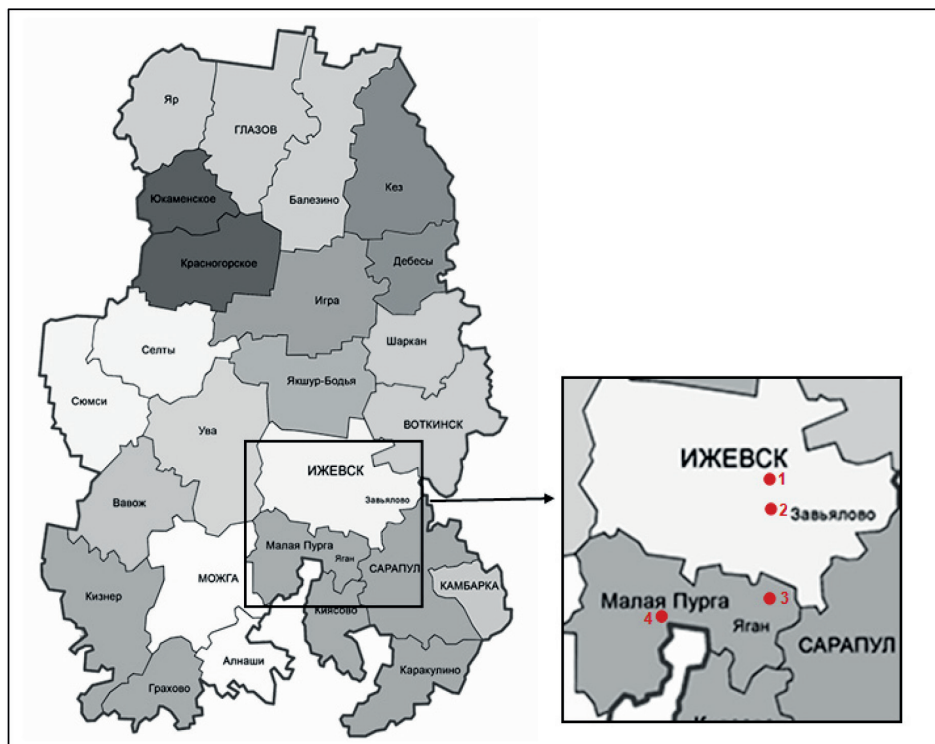 Яр
ГЛАЗОВ
Юкаменское
Балезино
Кез
Красногорское
Дебесы
Игра
Селты
Шаркан
Якшур-Бодья
Сюмси
Ува
ВОТКИНСК
ИЖЕВСК
Завьялово
Вавож
Малая Пурга
Яган
МОЖГА
САРАПУЛ
КАМБАРКА
Кизнер
Киясово
Алнаши
Каракулино
Грахово
ИЖЕВСК
1
2
Завьялово
3
Малая Пурга
4
Яган
САРАПУЛ